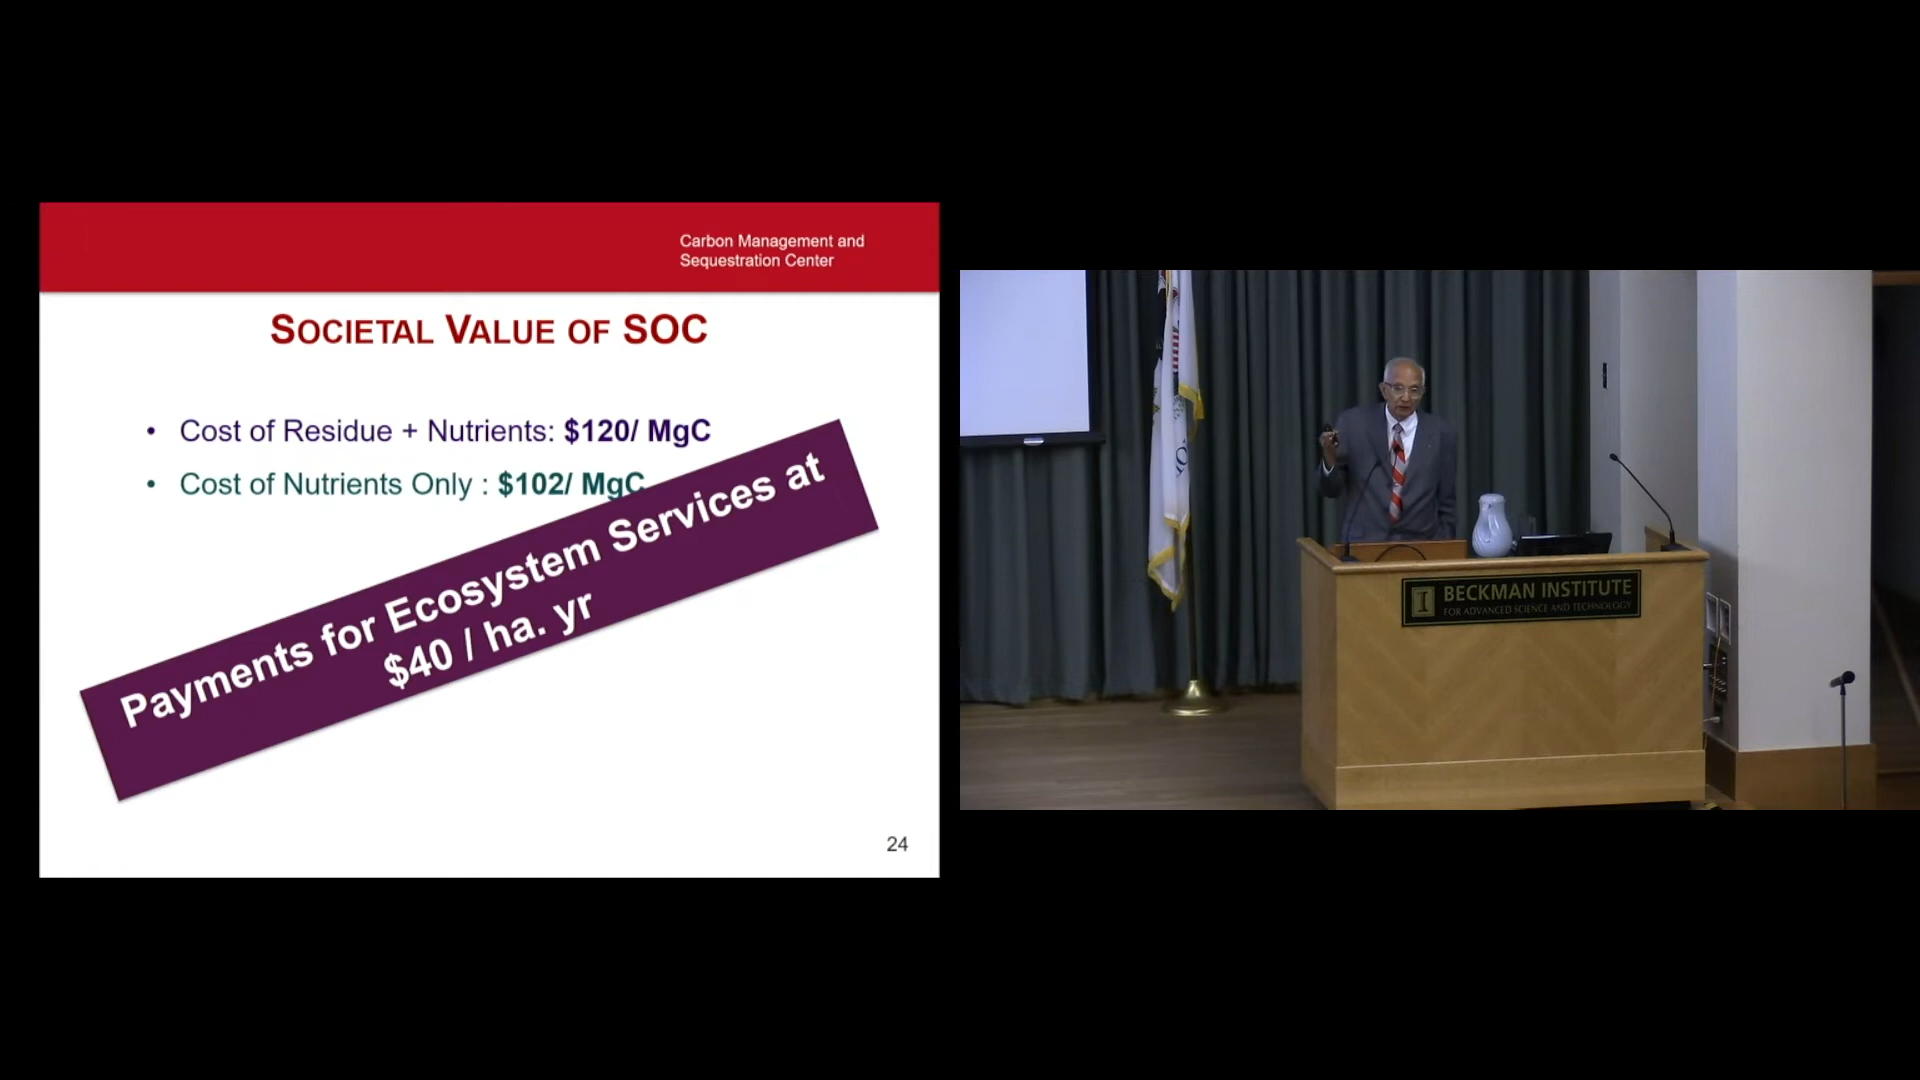 Carbon Management and
Sequestration Center
SOCIETAL VALUE OF SOC
• Cost of Residue + Nutrients: $120/ MgC
• Cost of Nutrients Only : $102/ MgC
Payments for Ecosystem Services at
$40 / ha. yr
24
I
BECKMAN INSTITUTE
FOR ADVANCED SCIENCE AND TECHNOLOGY